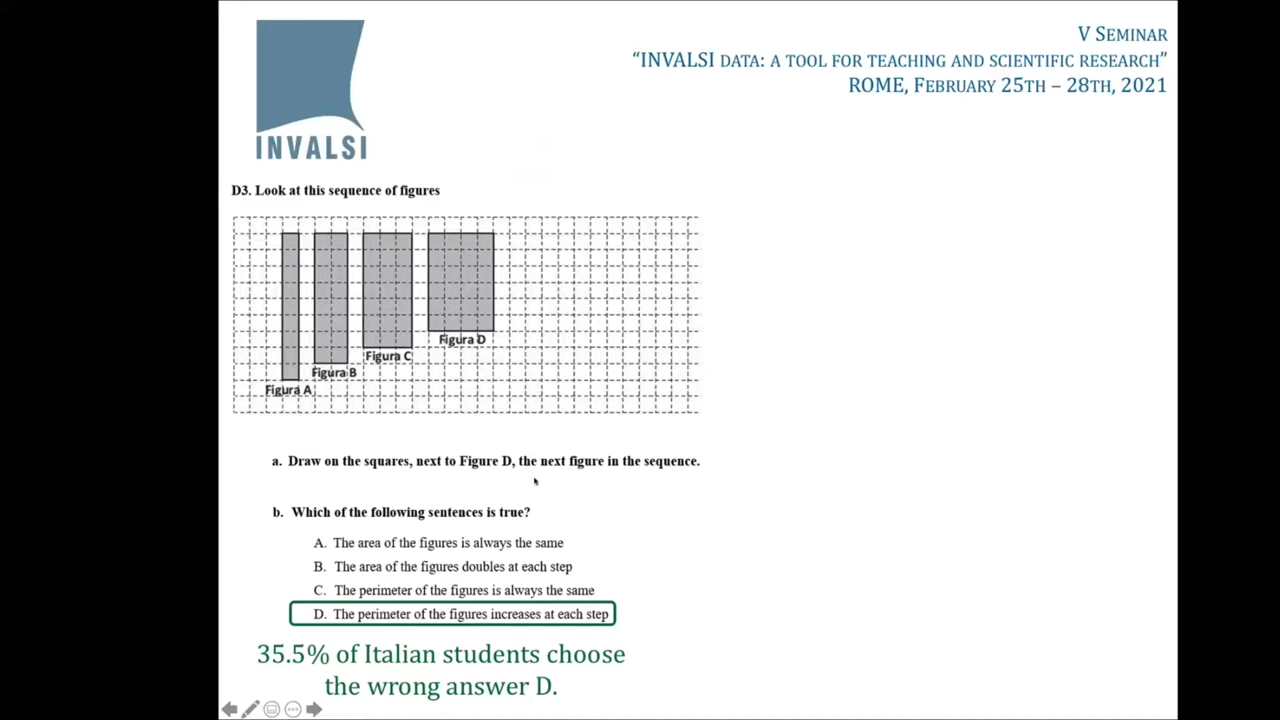 V SEMINAR
“INVALSI DATA: A TOOL FOR TEACHING AND SCIENTIFIC RESEARCH”
ROME, FEBRUARY 25TH – 28TH, 2021
INVALSI
D3. Look at this sequence of figures
Figura D
Figura C
Figura B
Figura A
a. Draw on the squares, next to Figure D, the next figure in the sequence.
b. Which of the following sentences is true?
A. The area of the figures is always the same
B. The area of the figures doubles at each step
C. The perimeter of the figures is always the same
D. The perimeter of the figures increases at each step
35.5% of Italian students choose
the wrong answer D.